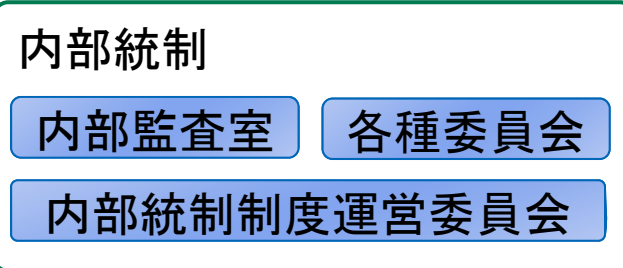 内部統制
内部監査室 各種委員会
内部統制制度運営委員会